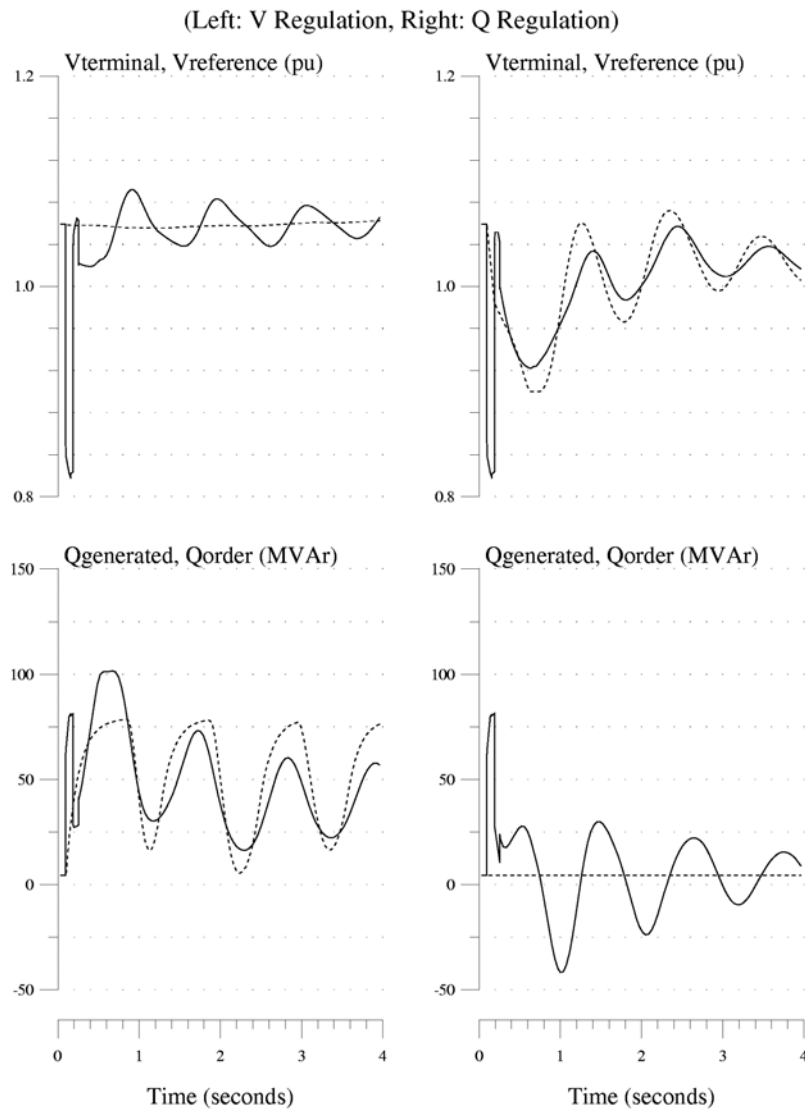 (Left: V Regulation, Right: Q Regulation)
Vterminal, Vreference (pu)
1.2
1.0
0.8
Vterminal, Vreference (pu)
1.2
1.0
0.8
Qgenerated, Qorder (MVAr)
150
100
50
0
-50
0 1 2 3 4
Time (seconds)
Qgenerated, Qorder (MVAr)
150
100
50
0
-50
0 1 2 3 4
Time (seconds)